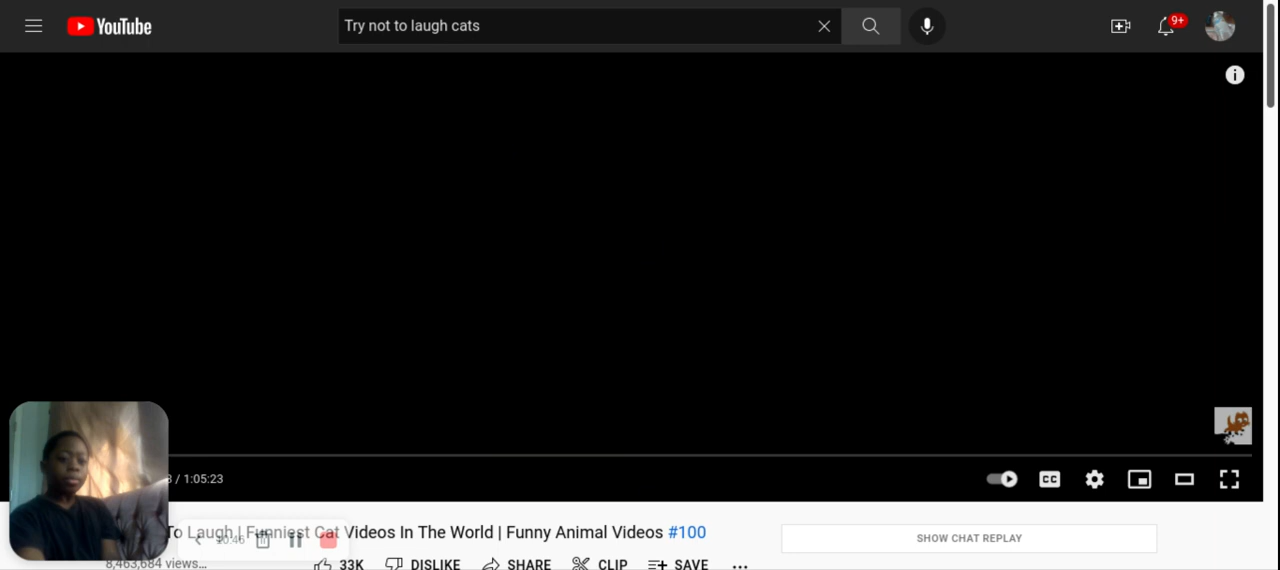 YouTube
Try not to laugh cats
9+
/ 1:05:23
To Laugh | Funniest Cat Videos In The World | Funny Animal Videos #100
SHOW CHAT REPLAY
8,463,684 views...
33K
DISLIKE
SHARE
CLIP
SAVE
CC